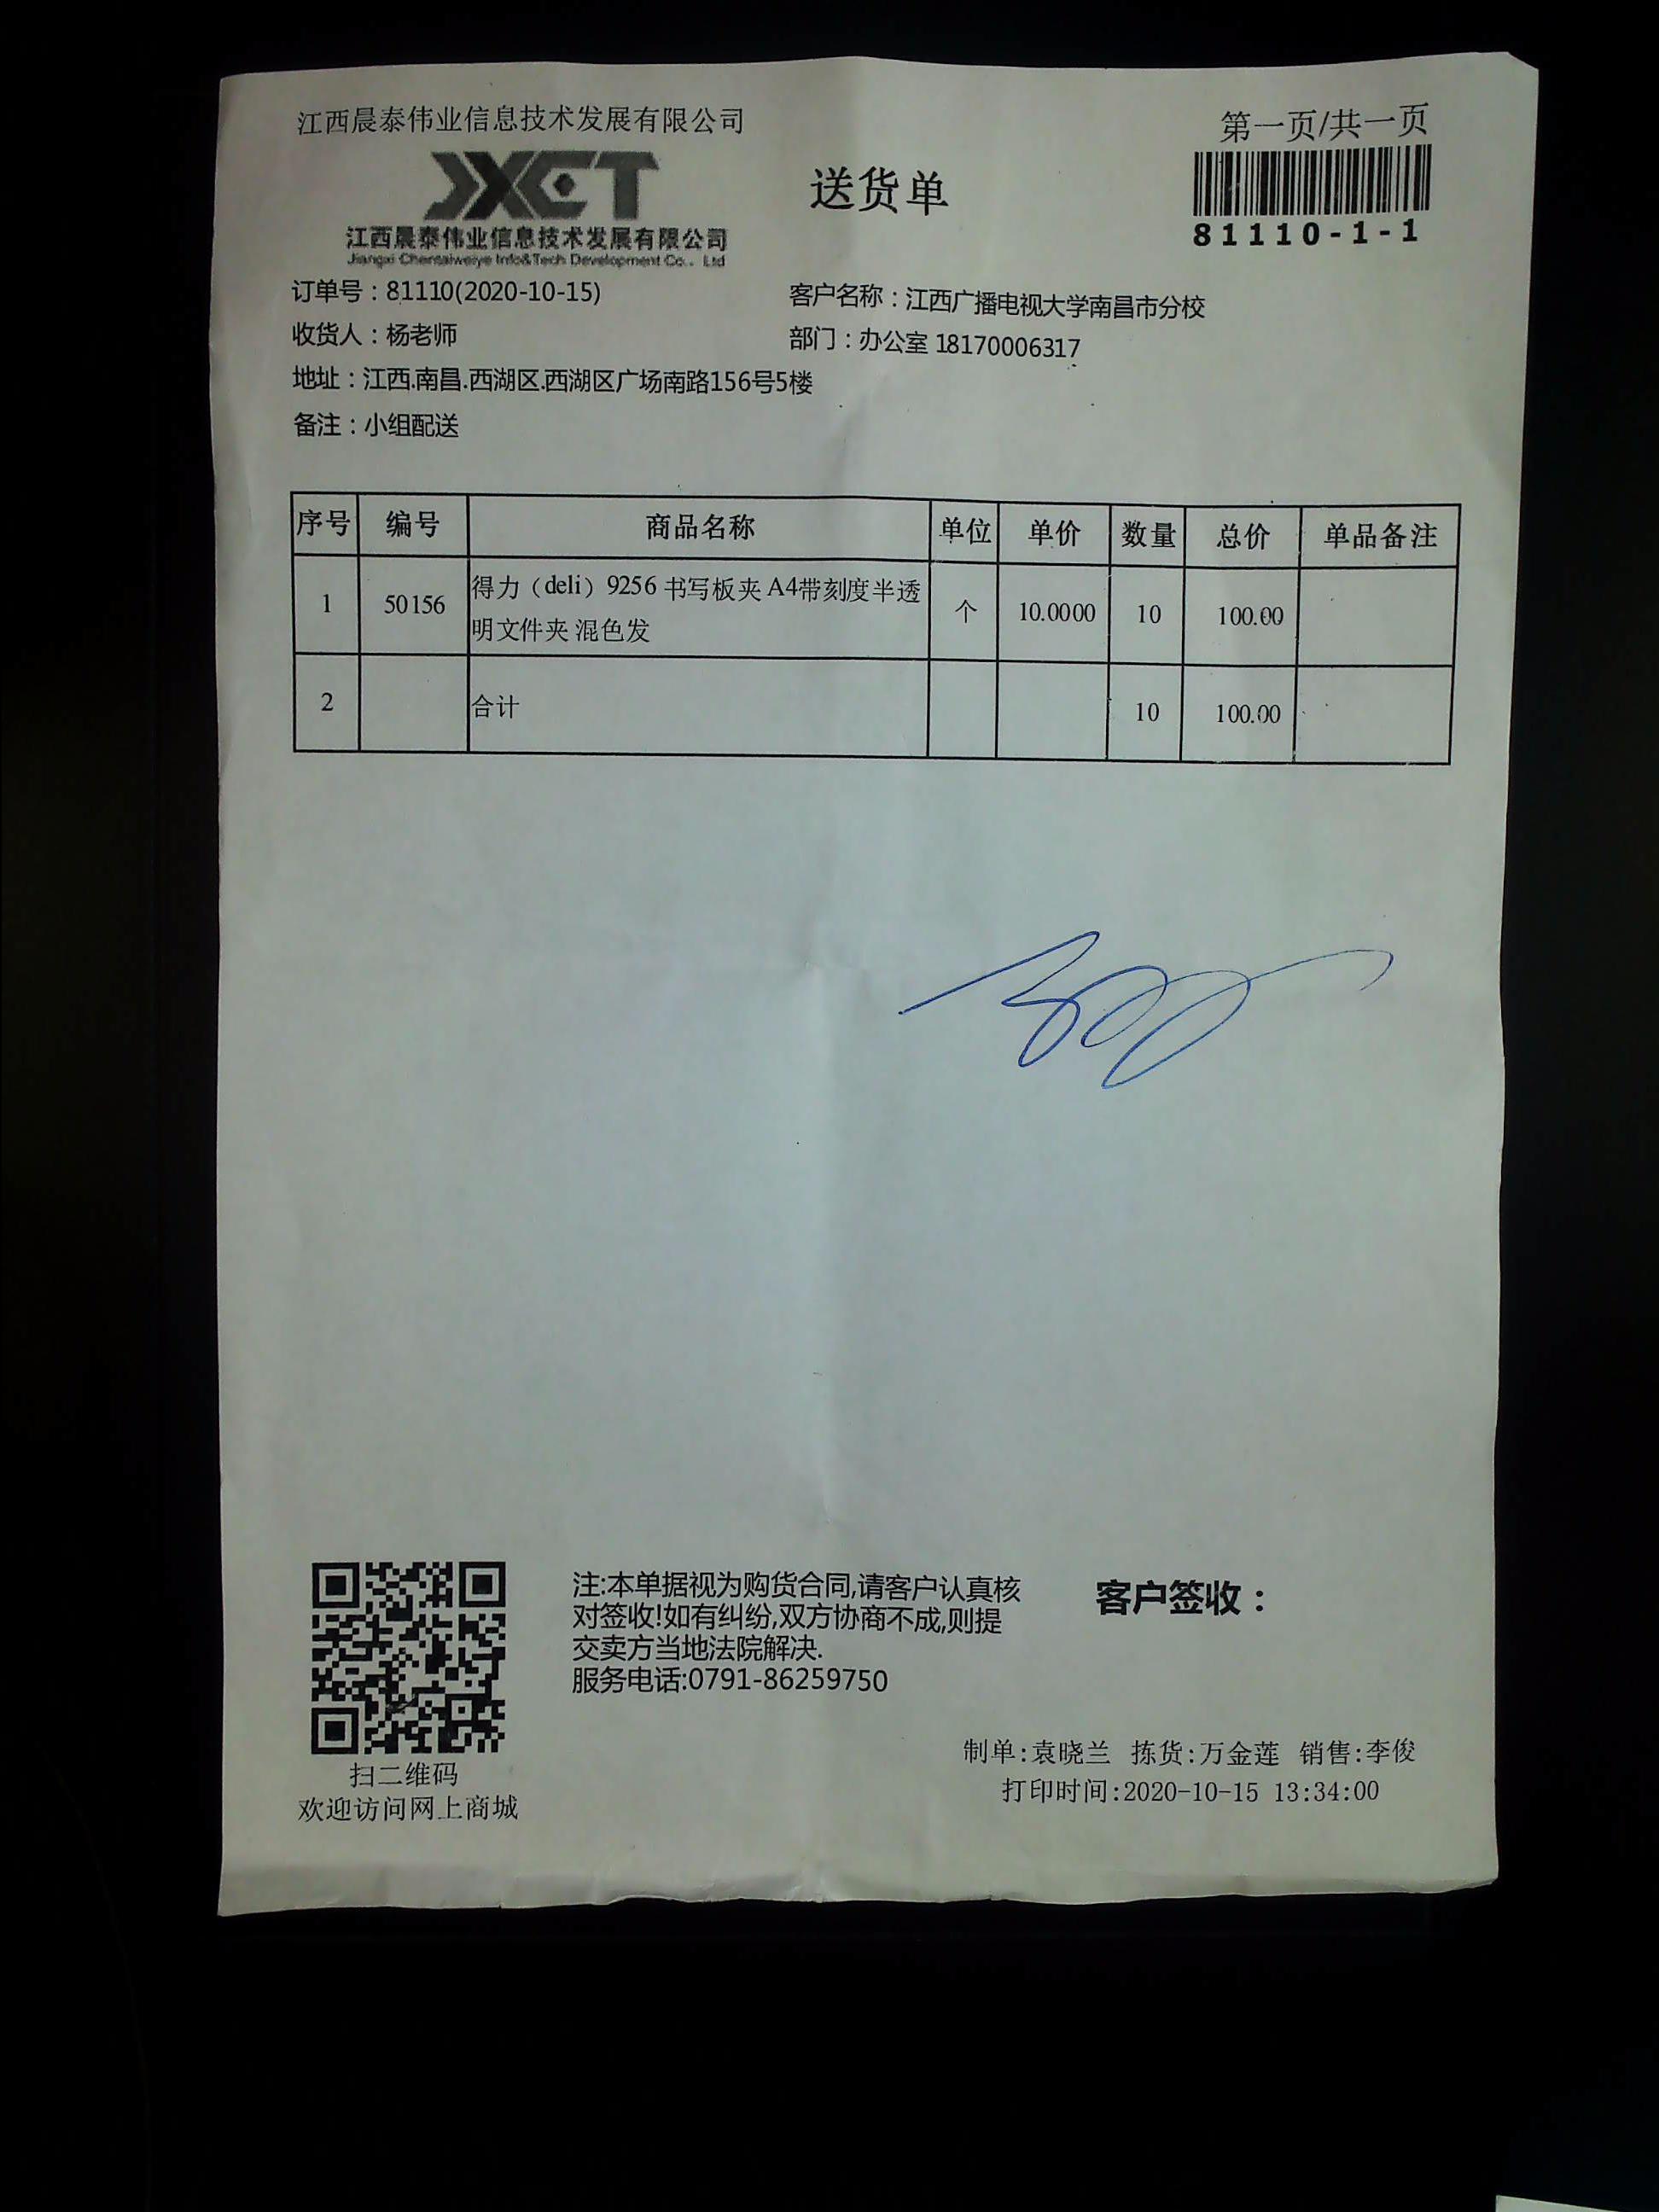 江西晨泰伟业信息技术发展有限公司
第一页/共一页
JXCT
送货单
江西晨泰伟业信息技术发展有限公司
Jiangxi Chentaiweiye Info&Tech Development Co., Ltd
81110-1-1
订单号：81110(2020-10-15)
客户名称：江西广播电视大学南昌市分校
收货人：杨老师
部门：办公室 18170006317
地址：江西.南昌.西湖区.西湖区广场南路156号5楼
备注：小组配送
序号 编号 商品名称 单位 单价 数量 总价 单品备注
1 50156 得力（deli）9256 书写板夹 A4带刻度半透 个 10.0000 10 100.00
明文件夹 混色发
2 合计 10 100.00
注:本单据视为购货合同,请客户认真核
对签收!如有纠纷,双方协商不成,则提
交卖方当地法院解决.
服务电话:0791-86259750
客户签收：
扫二维码
欢迎访问网上商城
制单:袁晓兰 拣货:万金莲 销售:李俊
打印时间:2020-10-15 13:34:00